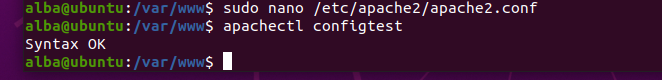 alba@ubuntu:/var/www$ sudo nano /etc/apache2/apache2.conf
alba@ubuntu:/var/www$ apachectl configtest
Syntax OK
alba@ubuntu:/var/www$